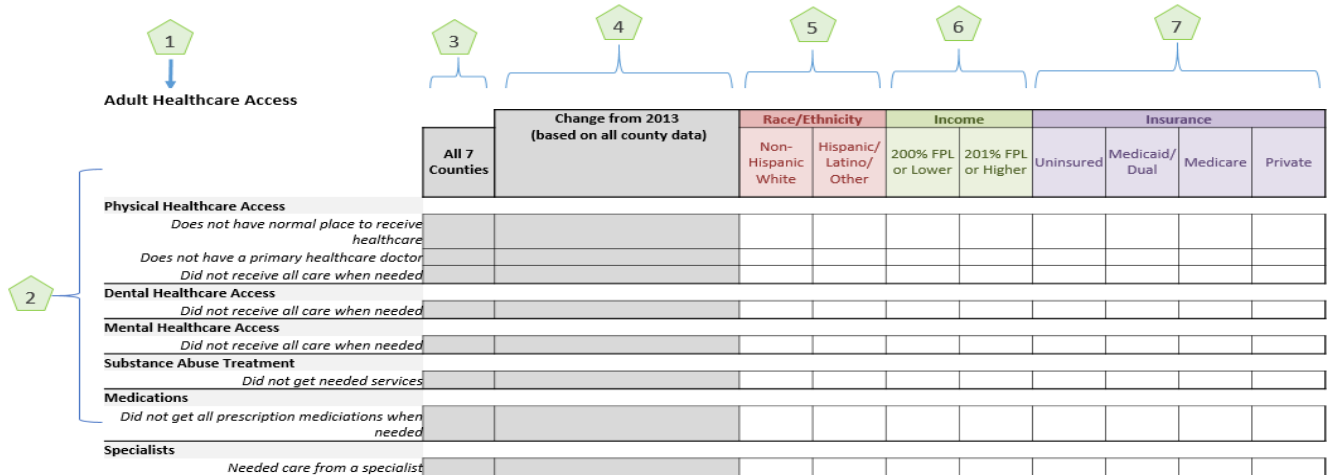 1
3
4
5
6
7
Adult Healthcare Access
Change from 2013
(based on all county data)
Race/Ethnicity
Income
Insurance
All 7
Counties
Non-
Hispanic
White
Hispanic/
Latino/
Other
200% FPL
or Lower
201% FPL
or Higher
Uninsured
Medicaid/
Dual
Medicare
Private
2
Physical Healthcare Access
Does not have normal place to receive
healthcare
Does not have a primary healthcare doctor
Did not receive all care when needed
Dental Healthcare Access
Did not receive all care when needed
Mental Healthcare Access
Did not receive all care when needed
Substance Abuse Treatment
Did not get needed services
Medications
Did not get all prescription mediciations when
needed
Specialists
Needed care from a specialist